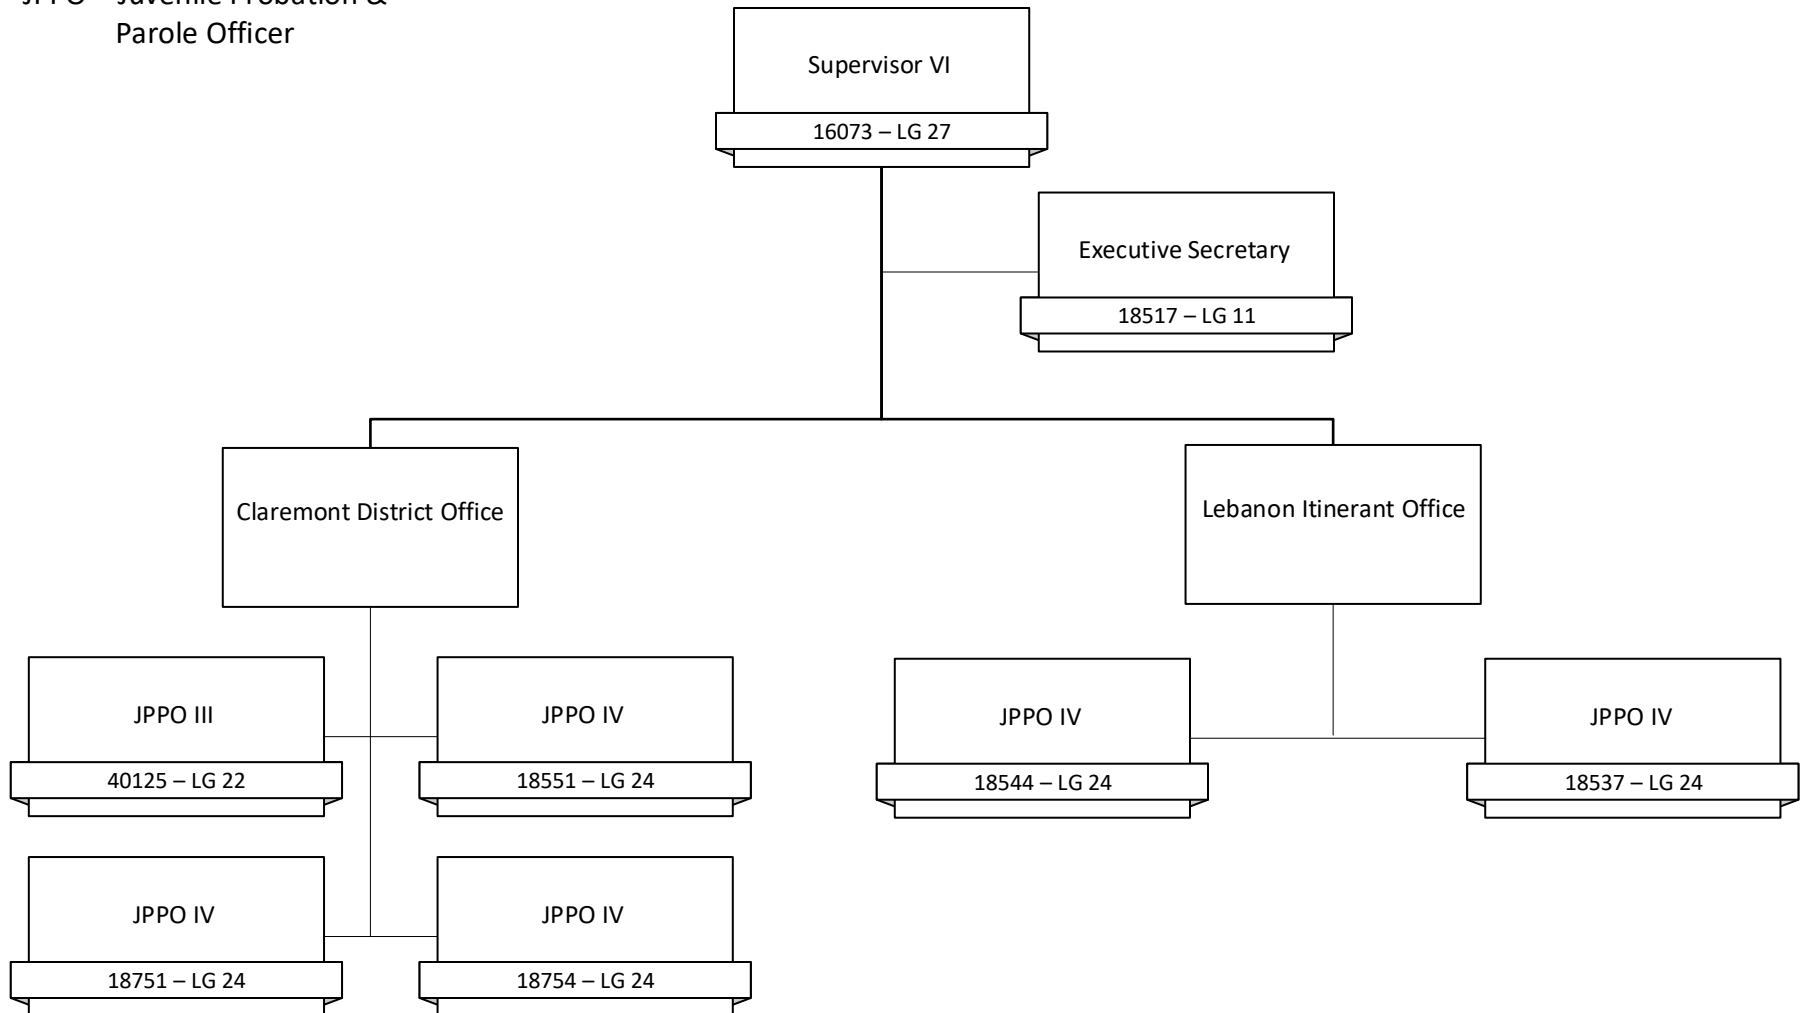 Parole Officer
Supervisor VI
16073 – LG 27
Executive Secretary
18517 – LG 11
Claremont District Office
Lebanon Itinerant Office
JPPO III
40125 – LG 22
JPPO IV
18551 – LG 24
JPPO IV
18544 – LG 24
JPPO IV
18537 – LG 24
JPPO IV
18751 – LG 24
JPPO IV
18754 – LG 24